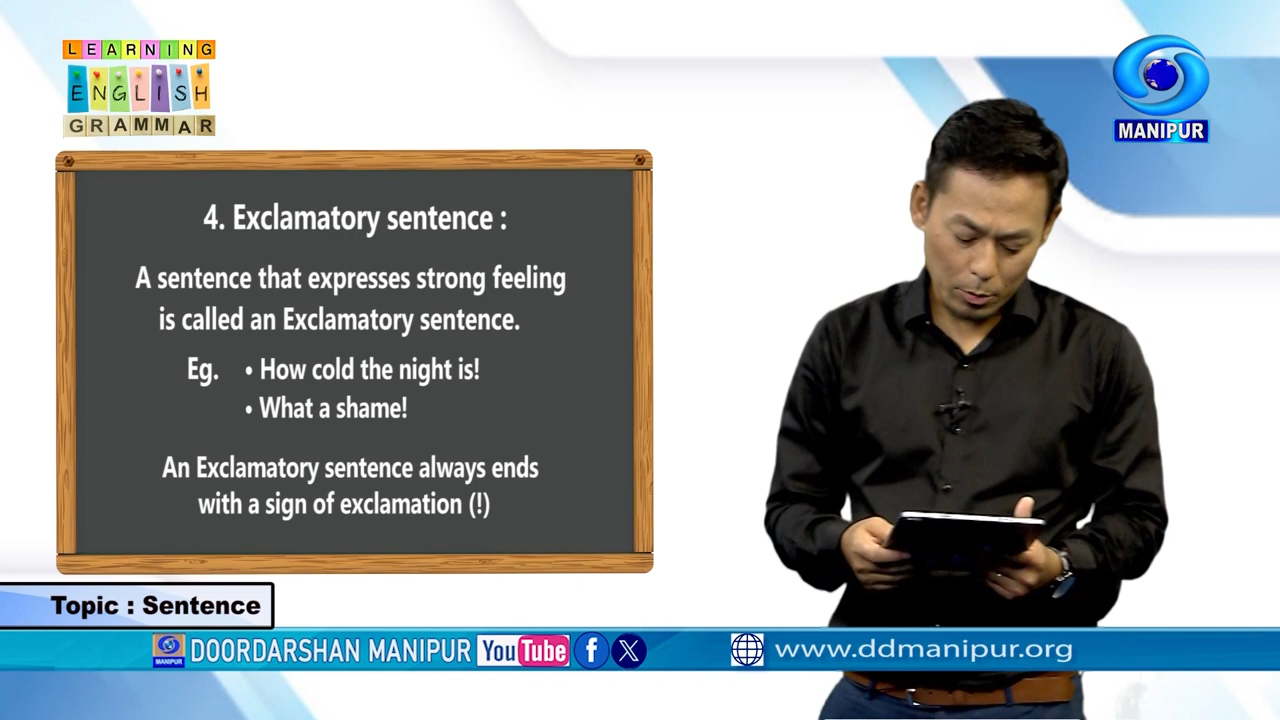 LEARNING
ENGLISH
GRAMMAR
MANIPUR
4. Exclamatory sentence :
A sentence that expresses strong feeling
is called an Exclamatory sentence.
Eg. • How cold the night is!
• What a shame!
An Exclamatory sentence always ends
with a sign of exclamation (!)
Topic : Sentence
MANIPUR DOORDARSHAN MANIPUR YouTube f X www.ddmanipur.org